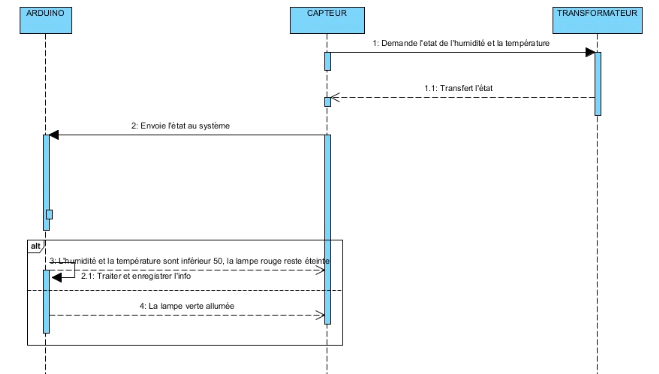 ARDUINO
CAPTEUR
TRANSFORMATEUR
1: Demande l'etat de l'humidité et la température
1.1: Transfert l'état
2: Envoie l'état au système
alt
3: L'humidité et la température sont inférieur 50, la lampe rouge reste éteinte
2.1: Traiter et enregistrer l'info
4: La lampe verte allumée